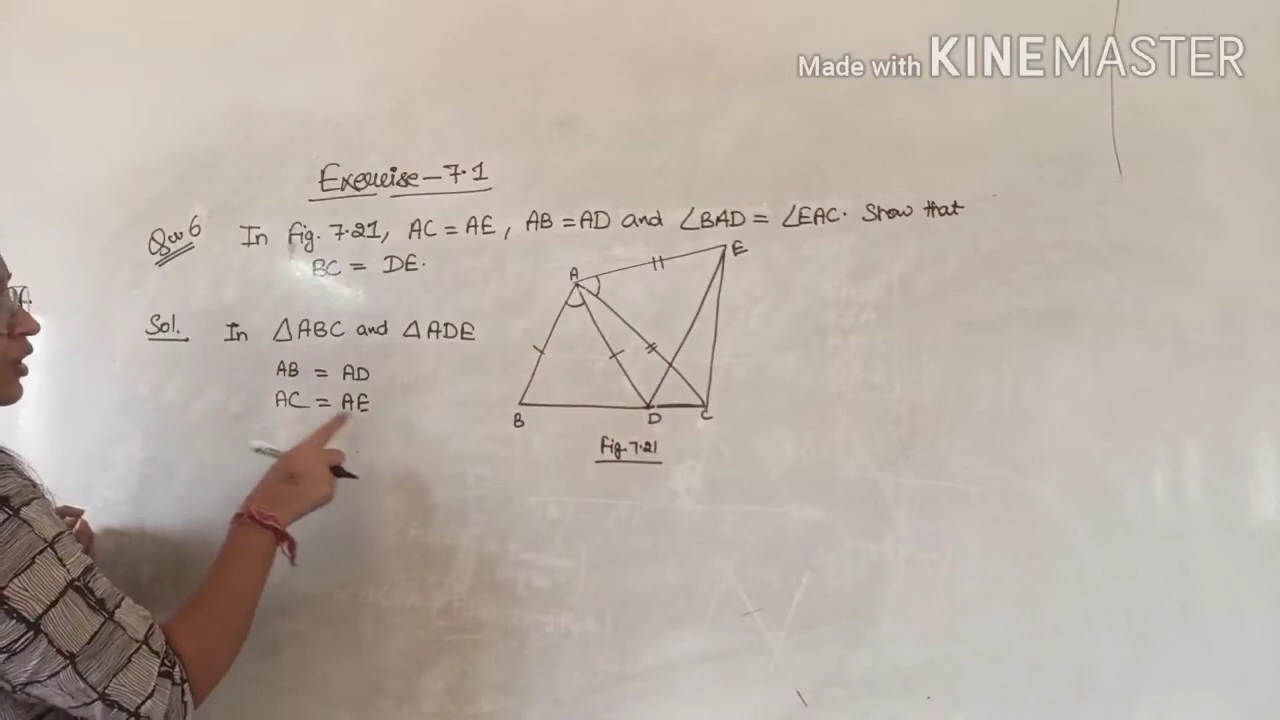 Made with KINEMASTER
Exercise-7.1
Qus 6 In fig. 7.21, AC = AE, AB = AD and ∠BAD = ∠EAC. Show that
BC = DE.
Sol. In △ABC and △ADE
AB = AD
AC = AE
A
E
B
D
C
Fig. 7.21